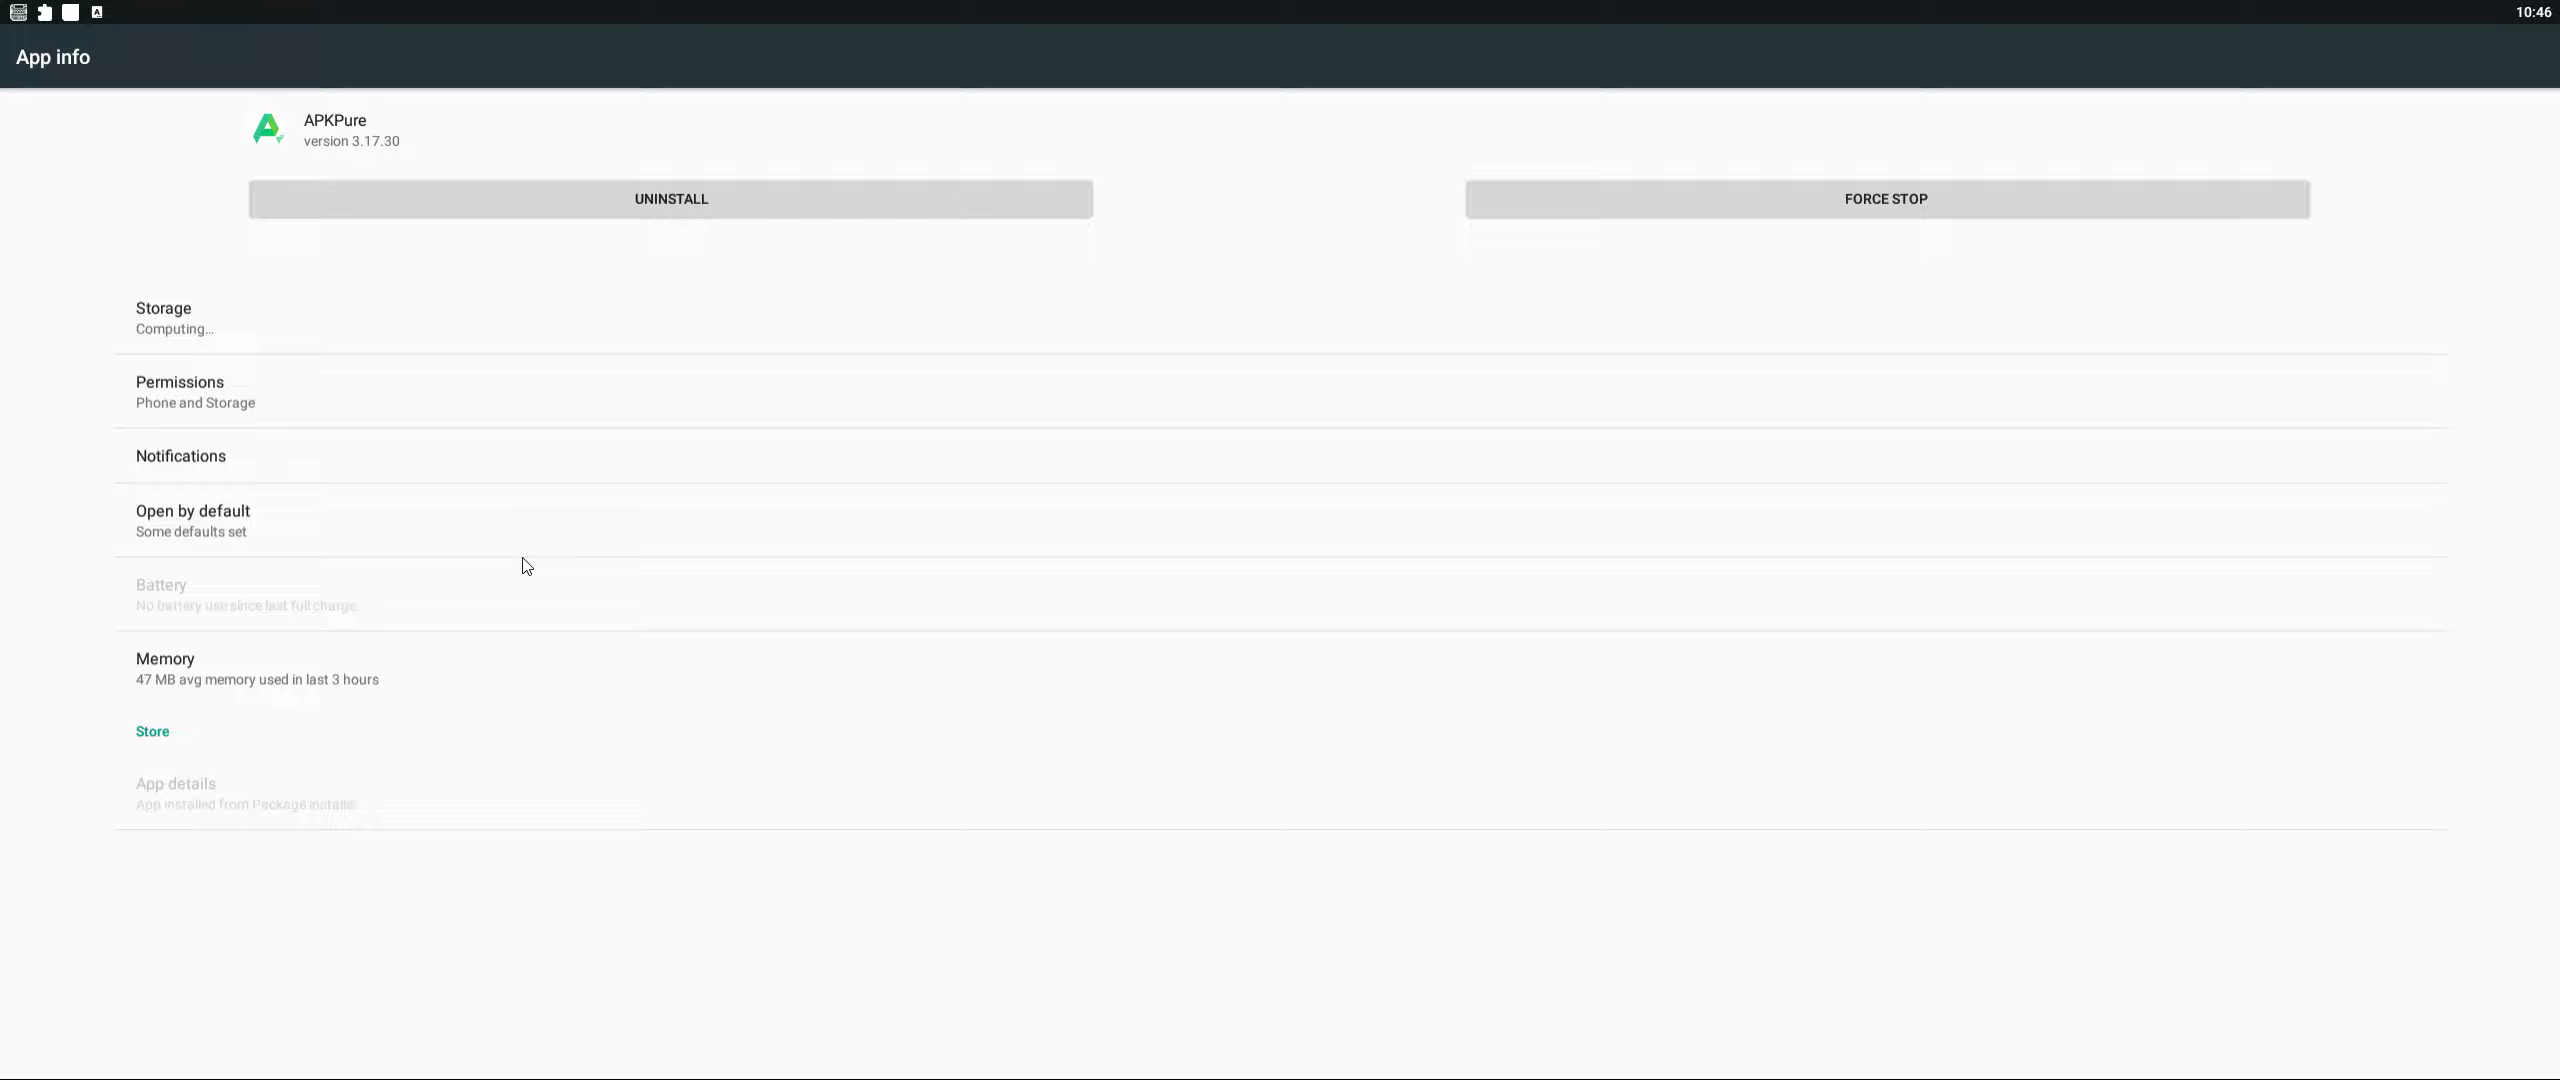 10:46
App info
APKPure
version 3.17.30
UNINSTALL
FORCE STOP
Storage
Computing...
Permissions
Phone and Storage
Notifications
Open by default
Some defaults set
Battery
No battery use since last full charge
Memory
47 MB avg memory used in last 3 hours
Store
App details
App installed from Package installer